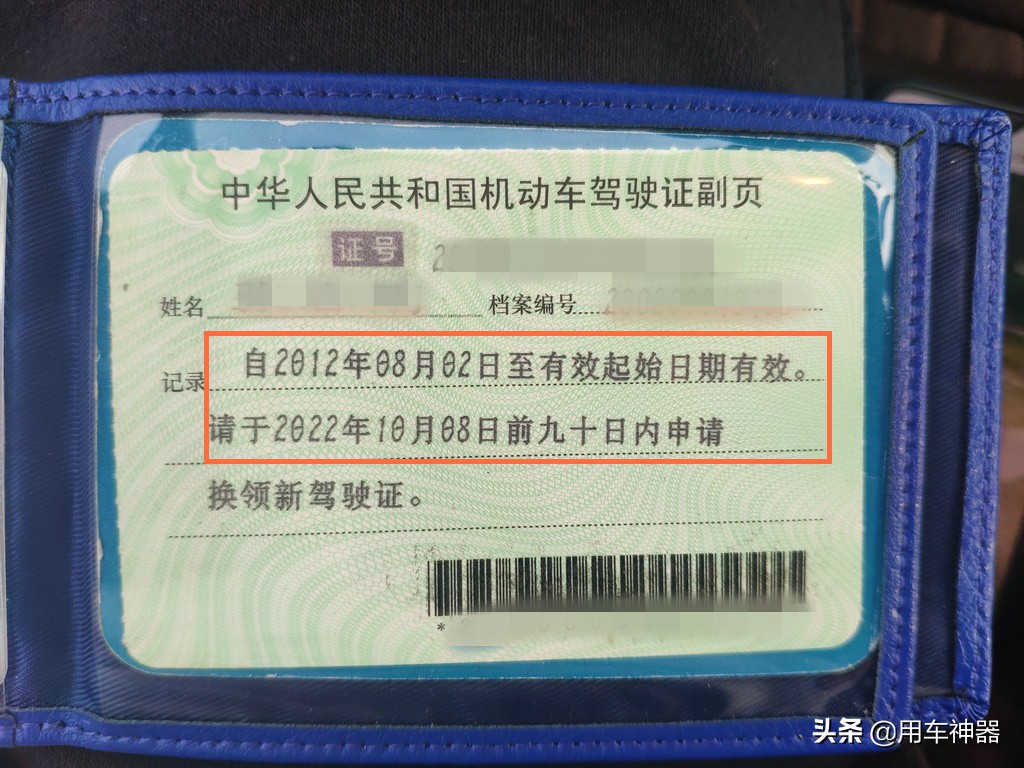 中华人民共和国机动车驾驶证副页
证号
姓名 档案编号
记录 自2012年08月02日至有效起始日期有效。
请于2022年10月08日前九十日内申请
换领新驾驶证。
头条 @用车神器